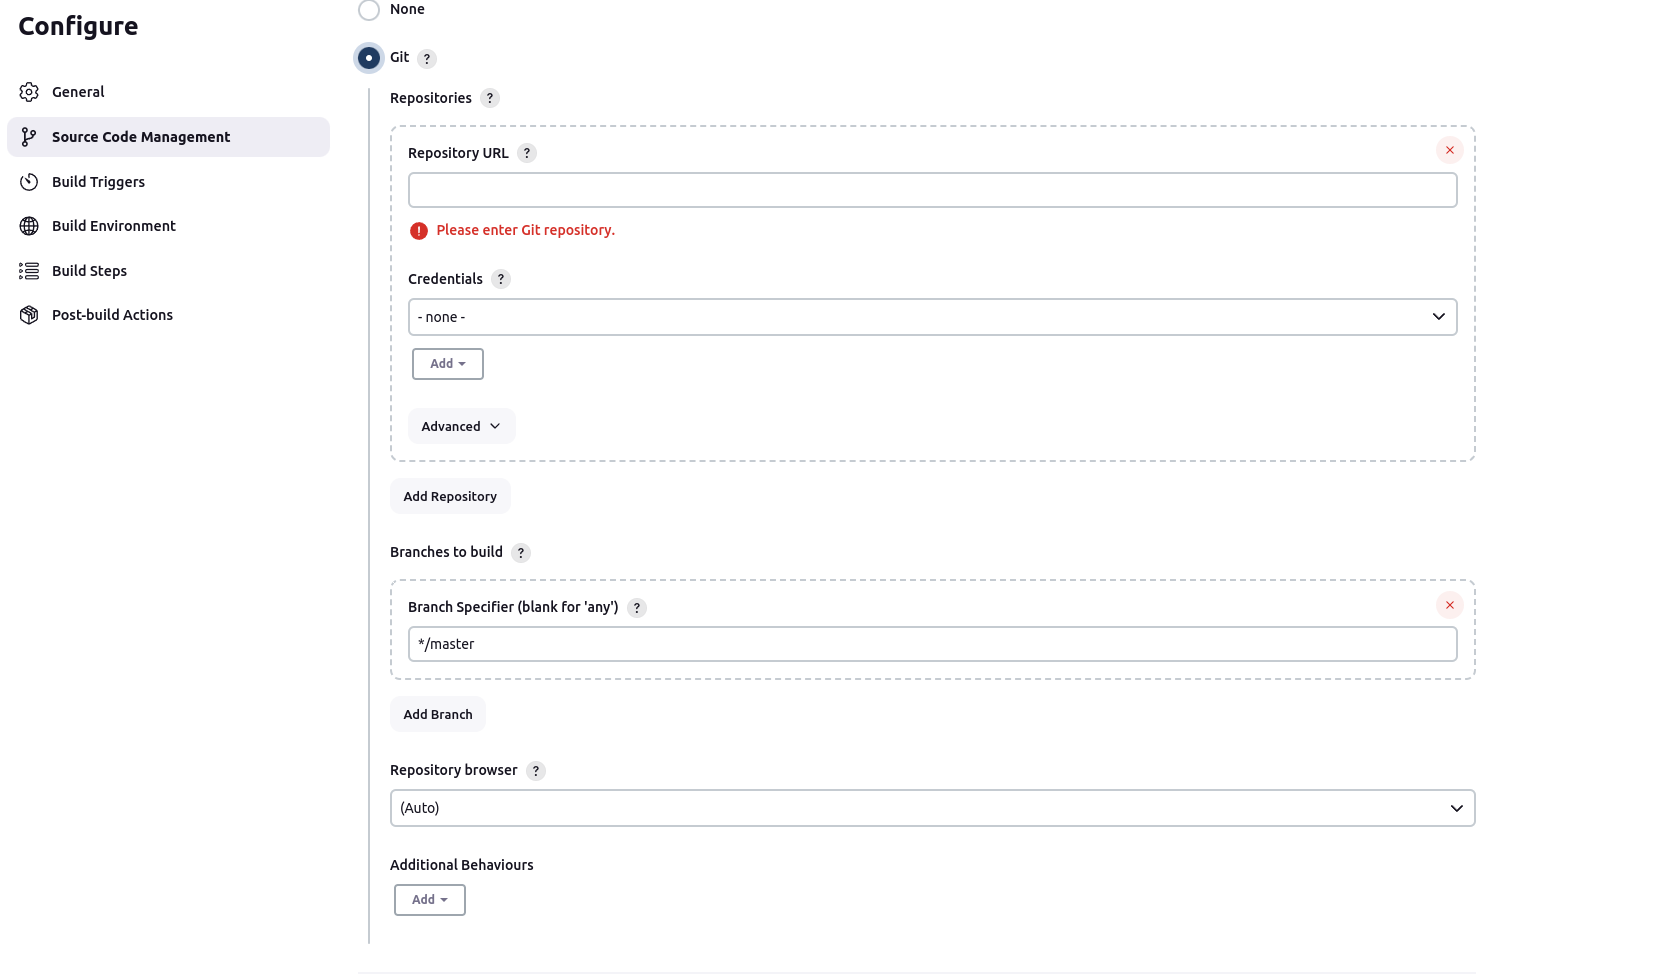 Configure
General
Source Code Management
Build Triggers
Build Environment
Build Steps
Post-build Actions
None
Git ?
Repositories ?
Repository URL ?
Please enter Git repository.
Credentials ?
- none -
Add
Advanced
Add Repository
Branches to build ?
Branch Specifier (blank for 'any') ?
*/master
Add Branch
Repository browser ?
(Auto)
Additional Behaviours
Add